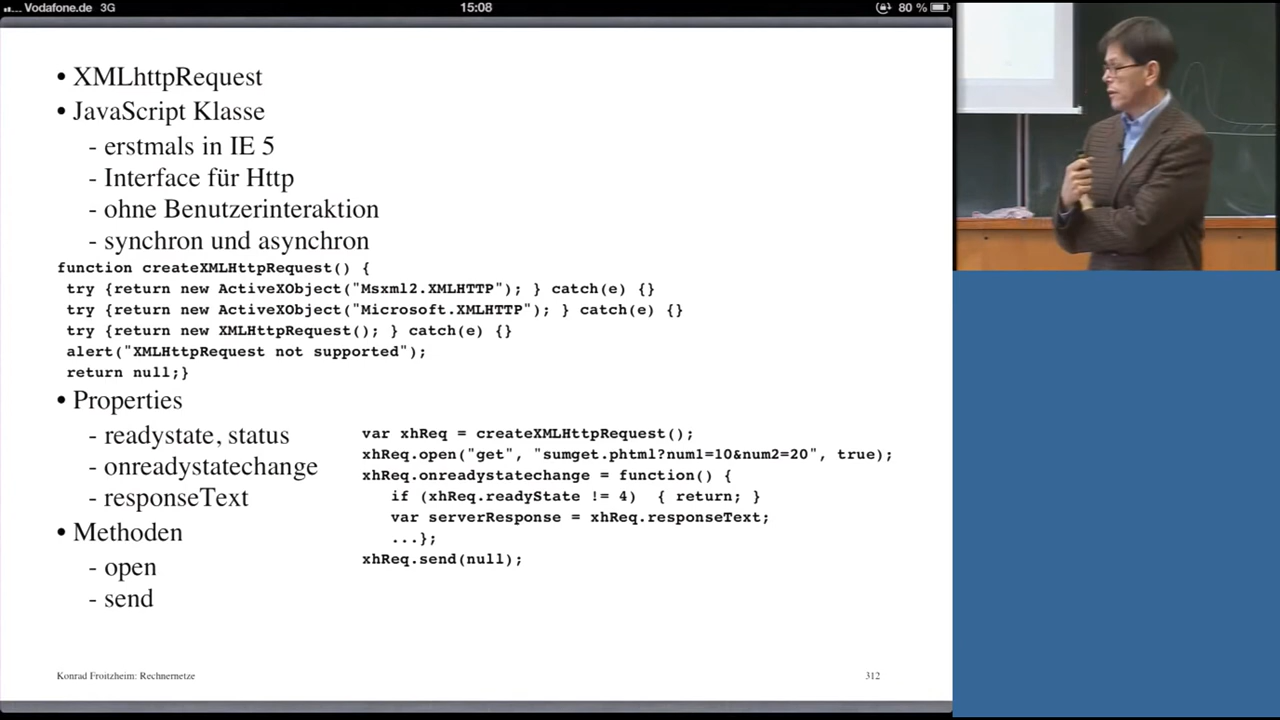 Vodafone.de 3G 15:08 80 %
• XMLhttpRequest
• JavaScript Klasse
- erstmals in IE 5
- Interface für Http
- ohne Benutzerinteraktion
- synchron und asynchron
function createXMLHttpRequest() {
try {return new ActiveXObject("Msxml2.XMLHTTP"); } catch(e) {}
try {return new ActiveXObject("Microsoft.XMLHTTP"); } catch(e) {}
try {return new XMLHttpRequest(); } catch(e) {}
alert("XMLHttpRequest not supported");
return null;}
• Properties
- readystate, status
- onreadystatechange
- responseText
• Methoden
- open
- send
var xhReq = createXMLHttpRequest();
xhReq.open("get", "sumget.phtml?num1=10&num2=20", true);
xhReq.onreadystatechange = function() {
if (xhReq.readyState != 4) { return; }
var serverResponse = xhReq.responseText;
...};
xhReq.send(null);
Konrad Froitzheim: Rechnernetze 312